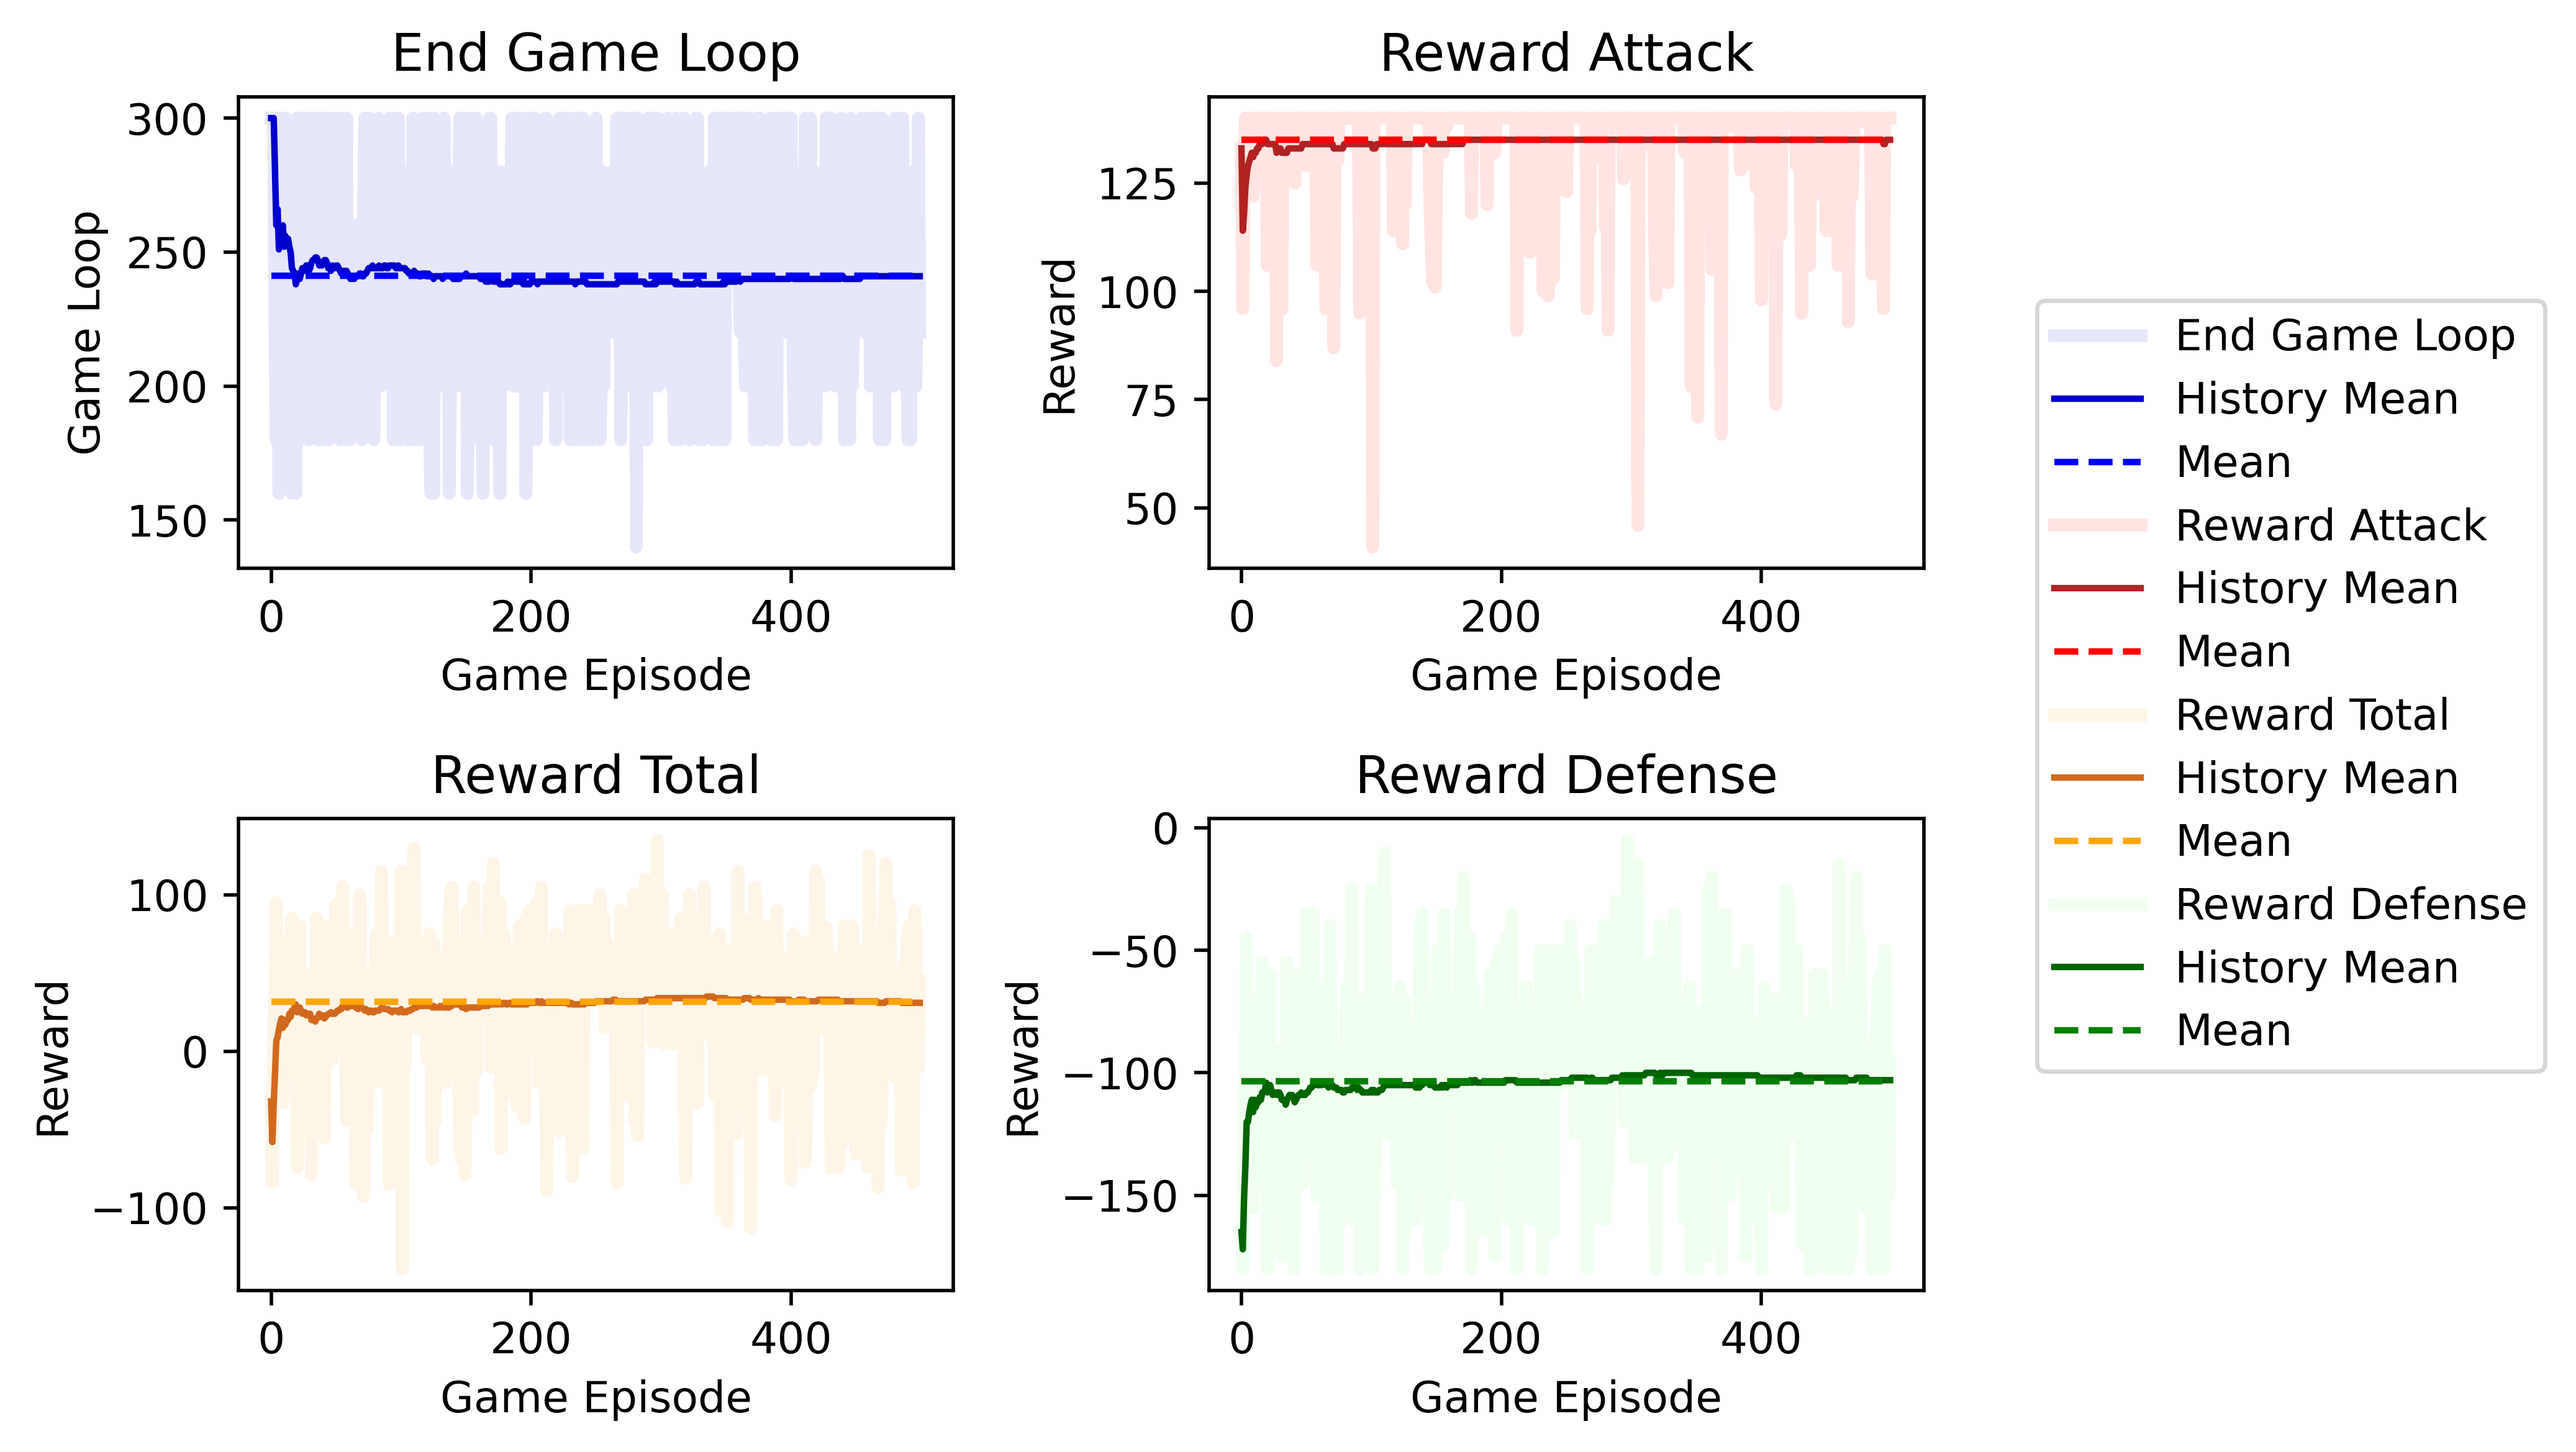 End Game Loop
300
250
200
150
Game Loop
0
200
400
Game Episode
Reward Attack
125
100
75
50
Reward
0
200
400
Game Episode
Reward Total
100
0
−100
Reward
0
200
400
Game Episode
Reward Defense
0
−50
−100
−150
Reward
0
200
400
Game Episode
End Game Loop
History Mean
Mean
Reward Attack
History Mean
Mean
Reward Total
History Mean
Mean
Reward Defense
History Mean
Mean